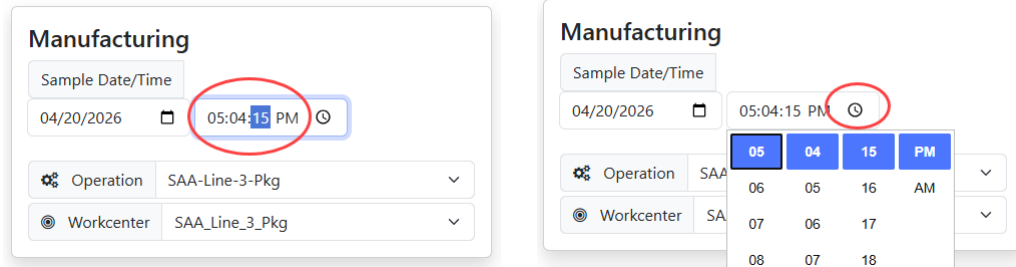 Manufacturing
Sample Date/Time
04/20/2026 05:04:15 PM
Operation SAA-Line-3-Pkg
Workcenter SAA_Line_3_Pkg
Manufacturing
Sample Date/Time
04/20/2026 05:04:15 PM
Operation SAA
Workcenter SA
05 04 15 PM
06 05 16 AM
07 06 17
08 07 18